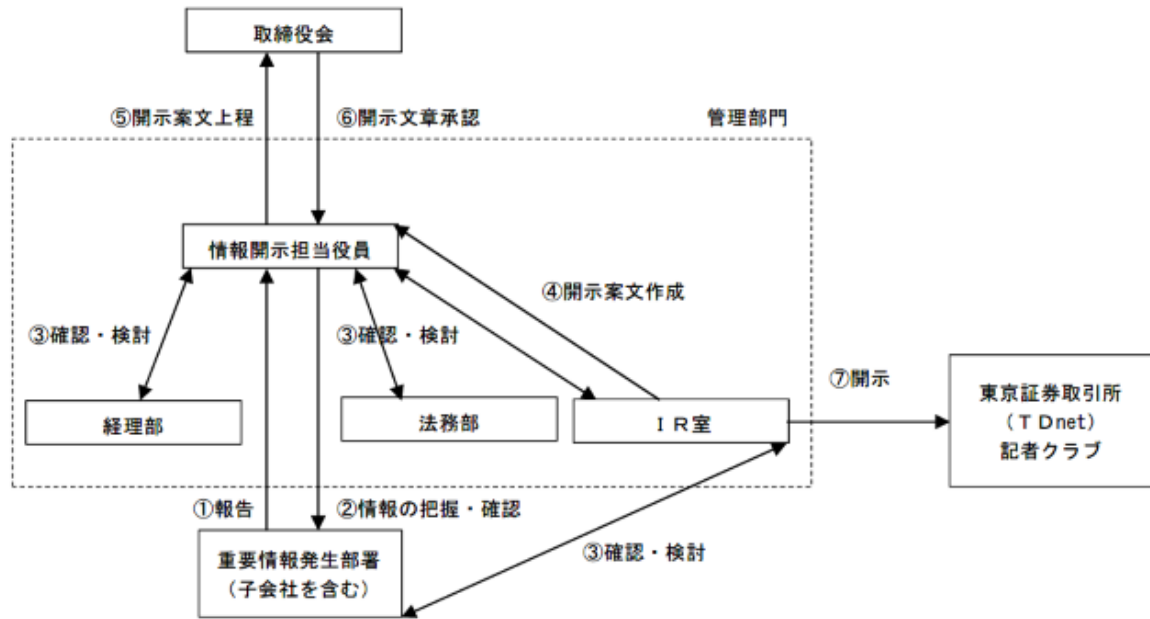 取締役会
⑤開示案文上程
⑥開示文章承認
管理部門
情報開示担当役員
④開示案文作成
③確認・検討
③確認・検討
⑦開示
経理部
法務部
ＩＲ室
東京証券取引所
（ＴＤnet）
記者クラブ
①報告
②情報の把握・確認
③確認・検討
重要情報発生部署
（子会社を含む）